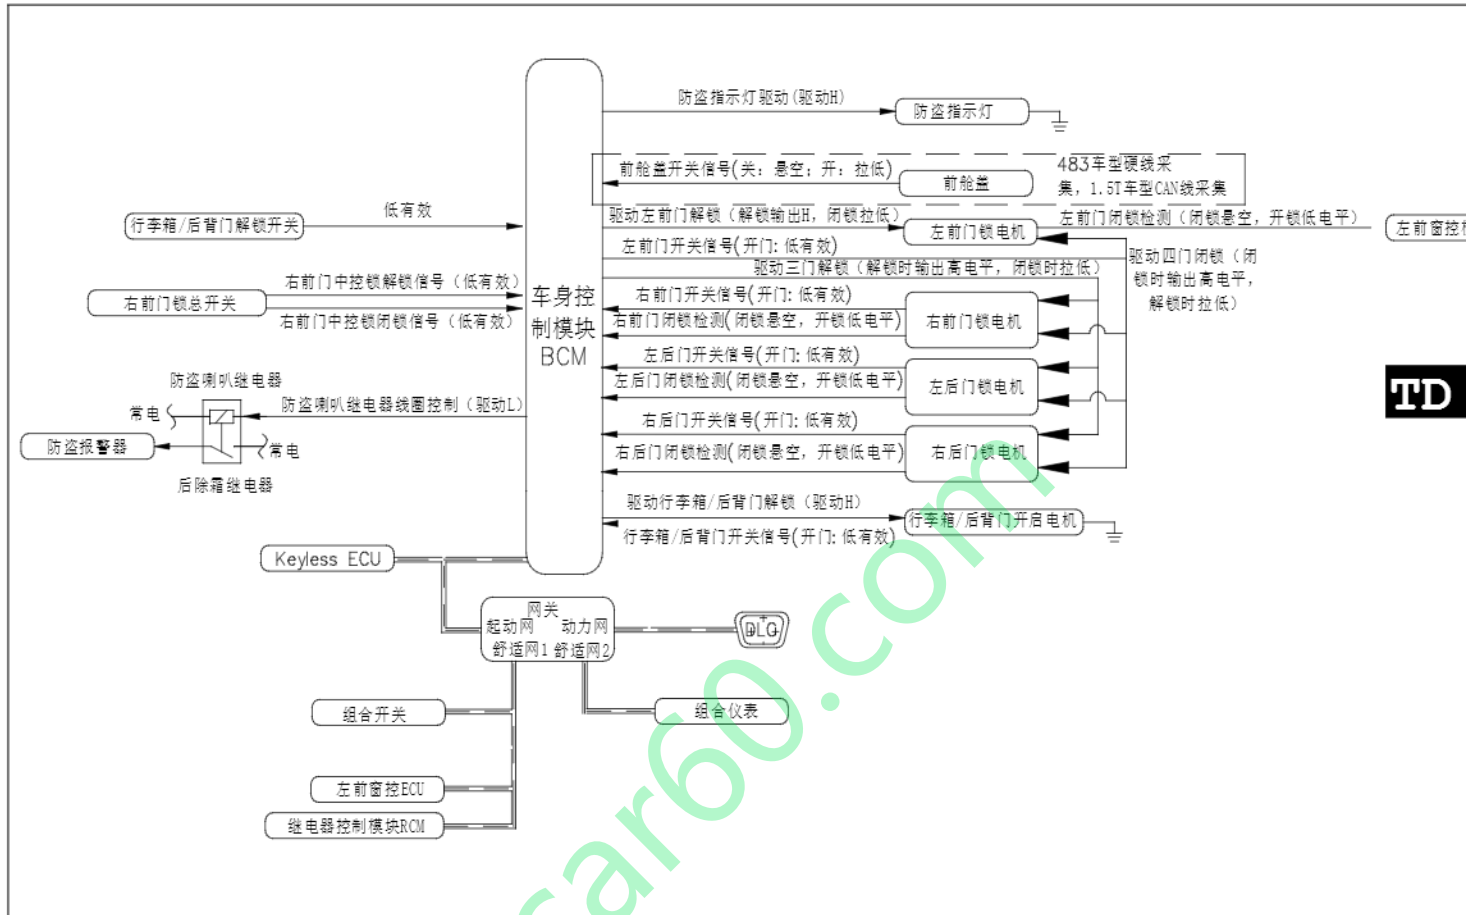 防盗指示灯驱动(驱动H)
防盗指示灯
前舱盖开关信号(关: 悬空; 开: 拉低)
前舱盖
483车型硬线采
集, 1.5T车型CAN线采集
行李箱/后背门解锁开关
低有效
驱动左前门解锁 (解锁输出H, 闭锁拉低)
左前门锁电机
左前门闭锁检测 (闭锁悬空, 开锁低电平)
左前窗控
左前门开关信号(开门: 低有效)
驱动三门解锁 (解锁时输出高电平, 闭锁时拉低)
驱动四门闭锁 (闭
锁时输出高电平,
解锁时拉低)
右前门锁总开关
右前门中控锁解锁信号 (低有效)
右前门中控锁闭锁信号 (低有效)
车身控
制模块
BCM
右前门开关信号(开门: 低有效)
右前门闭锁检测(闭锁悬空, 开锁低电平)
右前门锁电机
左后门开关信号(开门: 低有效)
左后门闭锁检测(闭锁悬空, 开锁低电平)
左后门锁电机
TD
防盗喇叭继电器
常电
防盗喇叭继电器线圈控制 (驱动L)
防盗报警器
常电
后除霜继电器
右后门开关信号(开门: 低有效)
右后门闭锁检测(闭锁悬空, 开锁低电平)
右后门锁电机
驱动行李箱/后背门解锁 (驱动H)
行李箱/后背门开启电机
行李箱/后背门开关信号(开门: 低有效)
Keyless ECU
网关
起动网 动力网
舒适网1 舒适网2
DLC
组合开关
组合仪表
左前窗控ECU
继电器控制模块RCM
car60.com